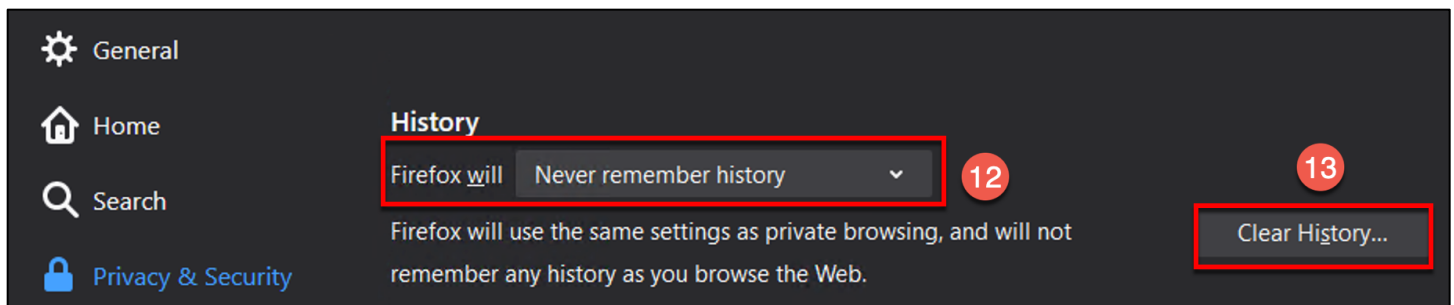 General
Home
Search
Privacy & Security
History
Firefox will Never remember history
12
Firefox will use the same settings as private browsing, and will not
remember any history as you browse the Web.
13
Clear History...